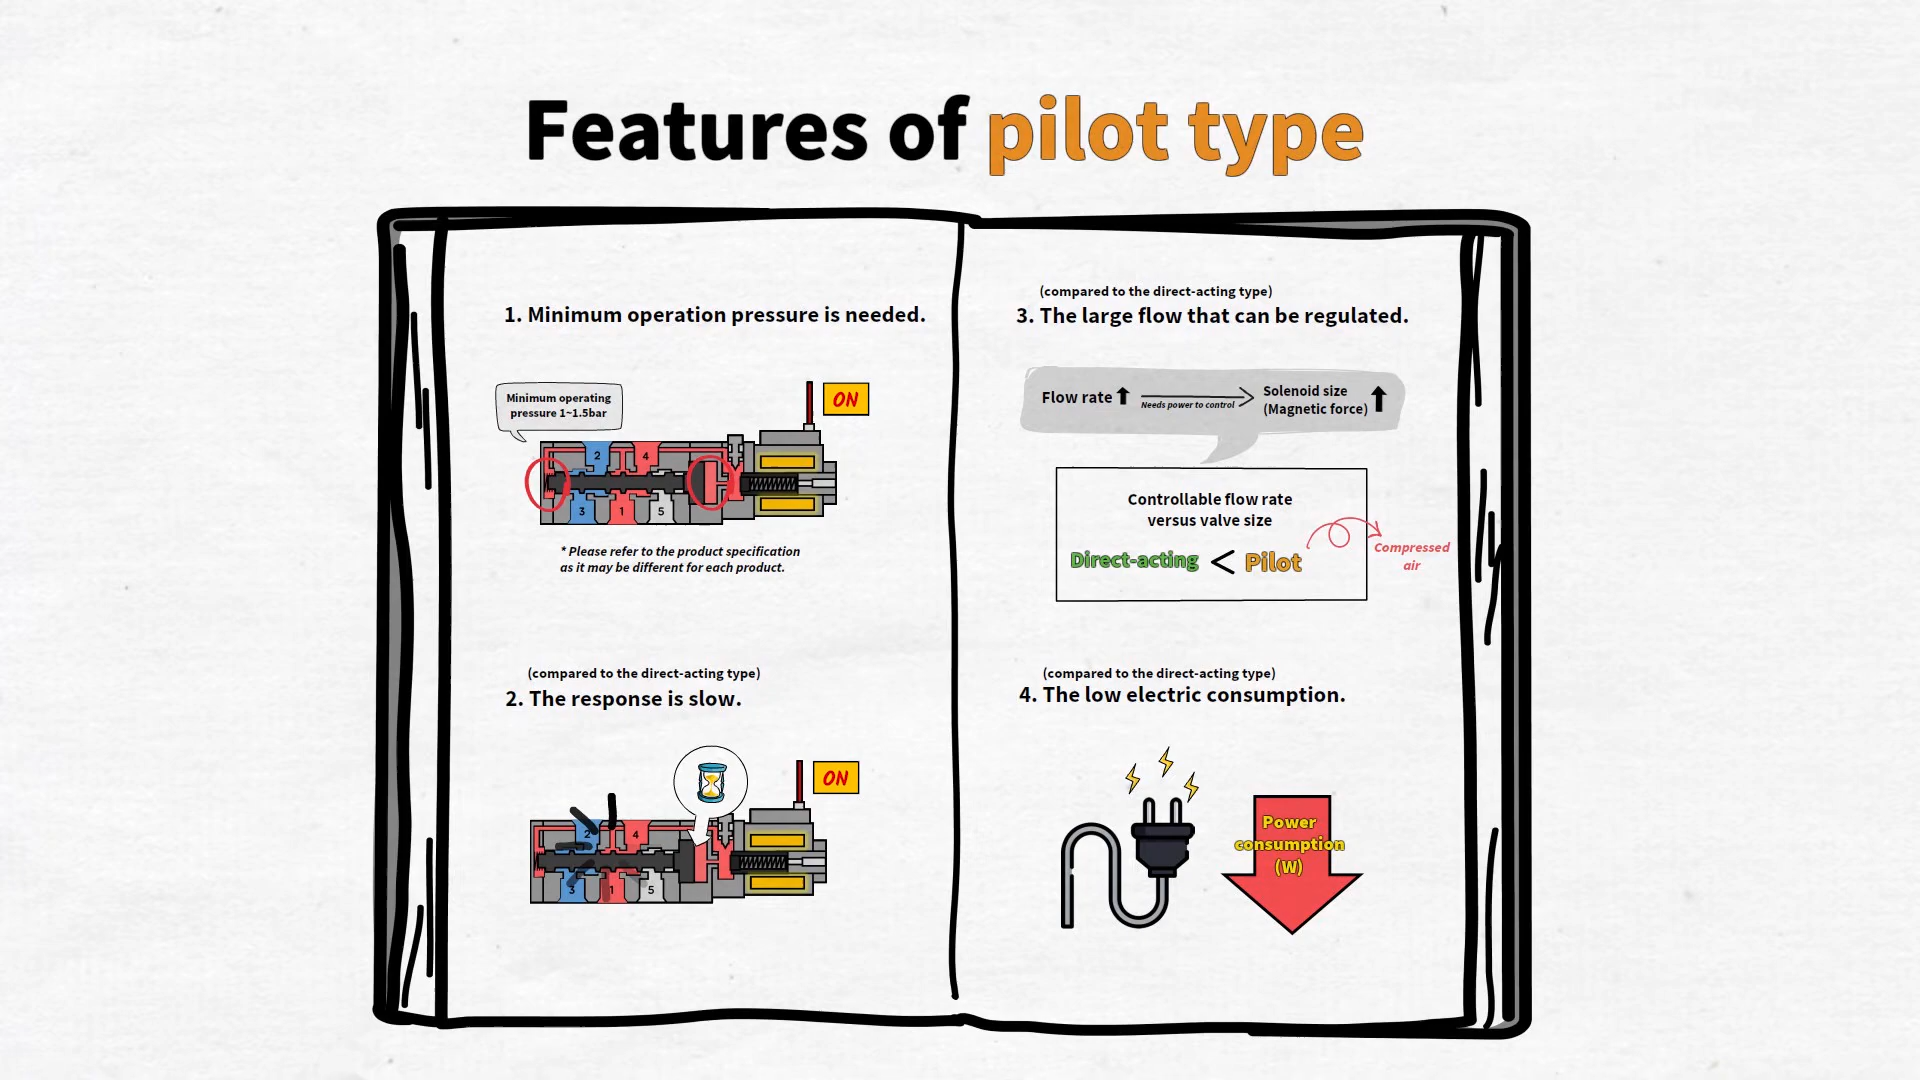 Features of pilot type
1. Minimum operation pressure is needed.
Minimum operating
pressure 1~1.5bar
ON
2 4
3 1 5
* Please refer to the product specification
as it may be different for each product.
(compared to the direct-acting type)
2. The response is slow.
ON
2 4
3 1 5
(compared to the direct-acting type)
3. The large flow that can be regulated.
Flow rate
Needs power to control
Solenoid size
(Magnetic force)
Controllable flow rate
versus valve size
Direct-acting < Pilot
Compressed
air
(compared to the direct-acting type)
4. The low electric consumption.
Power
consumption
(W)